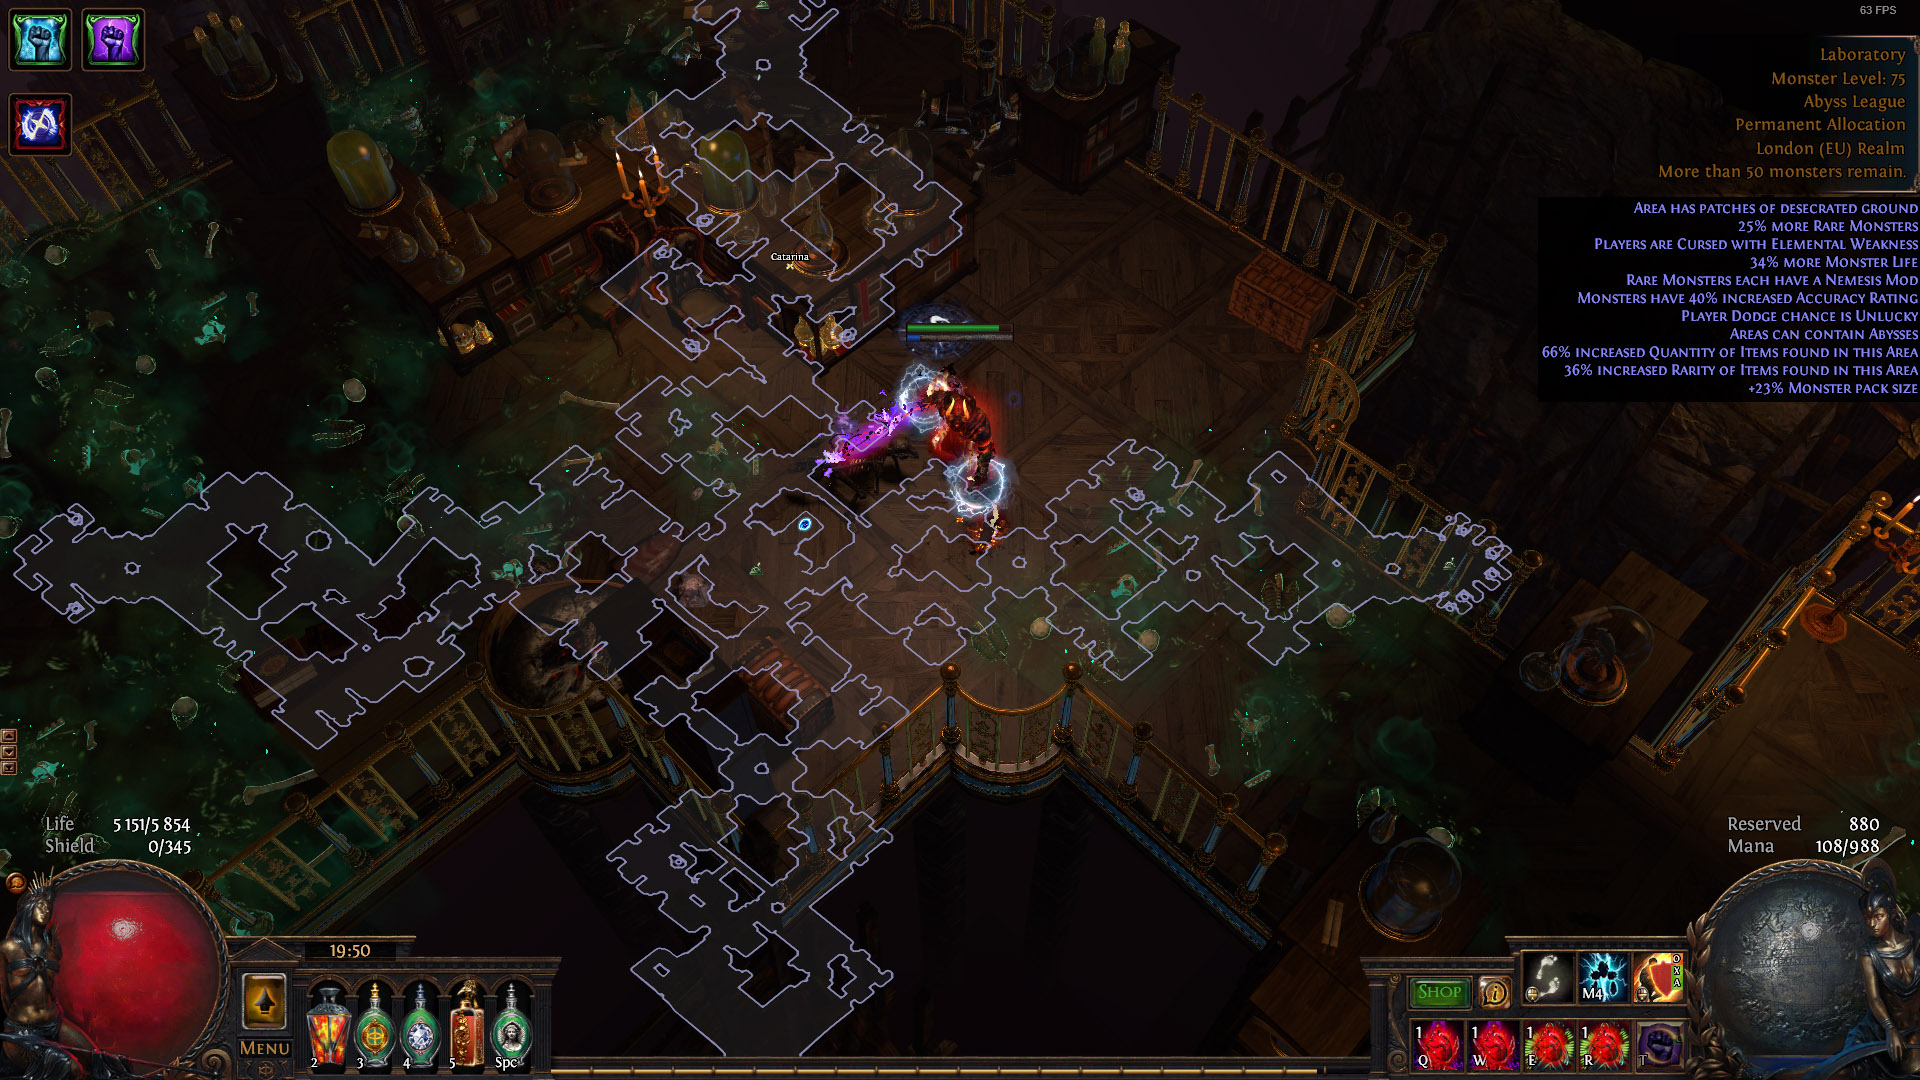 63 FPS
Laboratory
Monster Level: 75
Abyss League
Permanent Allocation
London (EU) Realm
More than 50 monsters remain.
Area has patches of desecrated ground
25% more Rare Monsters
Players are Cursed with Elemental Weakness
34% more Monster Life
Rare Monsters each have a Nemesis Mod
Monsters have 40% increased Accuracy Rating
Player Dodge chance is Unlucky
Areas can contain Abysses
66% increased Quantity of Items found in this Area
36% increased Rarity of Items found in this Area
+23% Monster pack size
Catarina
Life 5 151/5 854
Shield 0/345
Reserved 880
Mana 108/988
19:50
Menu
2 3 4 5 Spc
Shop
M4
O
X
A
1 1 1 1
Q W E R T